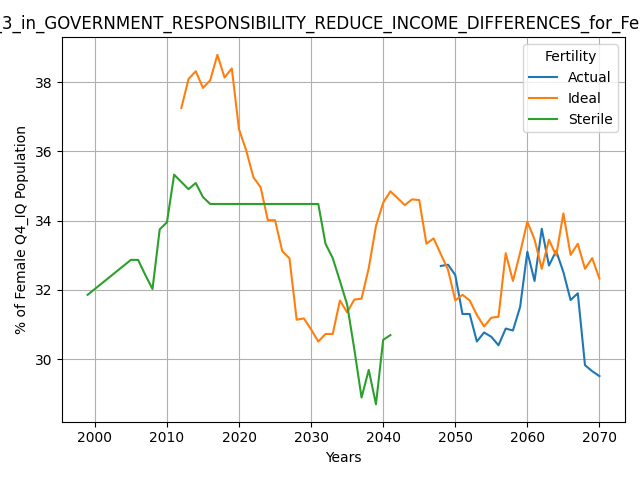 _3_in_GOVERNMENT_RESPONSIBILITY_REDUCE_INCOME_DIFFERENCES_for_Fe
Fertility
Actual
Ideal
Sterile
% of Female Q4_IQ Population
38
36
34
32
30
2000 2010 2020 2030 2040 2050 2060 2070
Years